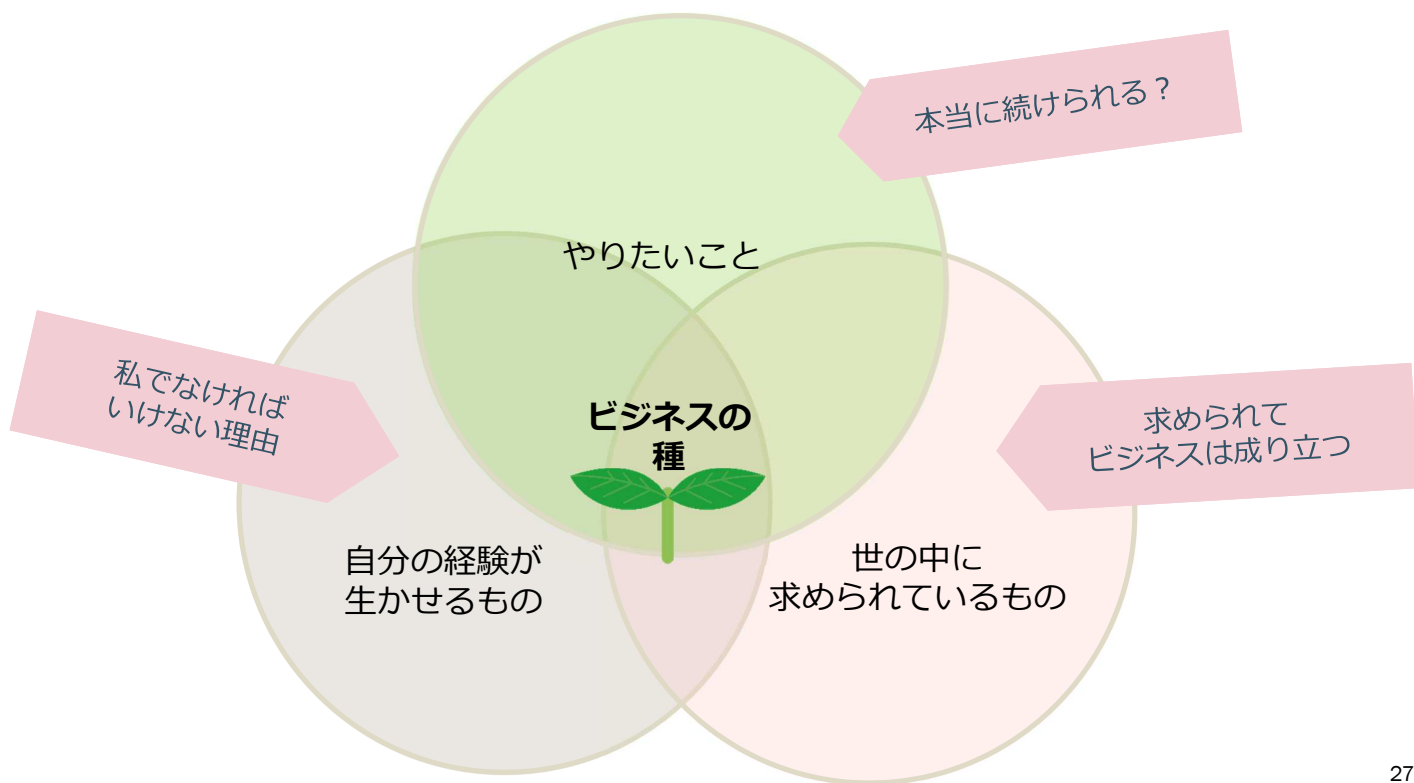 本当に続けられる？
やりたいこと
私でなければ
いけない理由
ビジネスの
種
求められて
ビジネスは成り立つ
自分の経験が
生かせるもの
世の中に
求められているもの
27